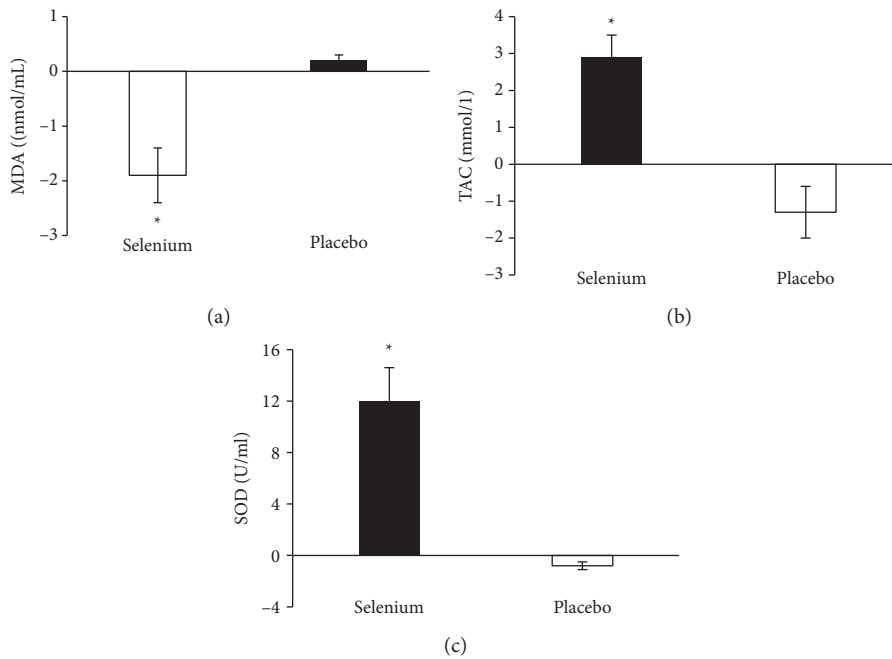 1
0
–1
–2
–3
MDA ((nmol/mL)
*
Selenium
Placebo
(a)
4
3
2
1
0
–1
–2
–3
TAC (mmol/1)
*
Selenium
Placebo
(b)
16
12
8
4
0
–4
SOD (U/ml)
*
Selenium
Placebo
(c)